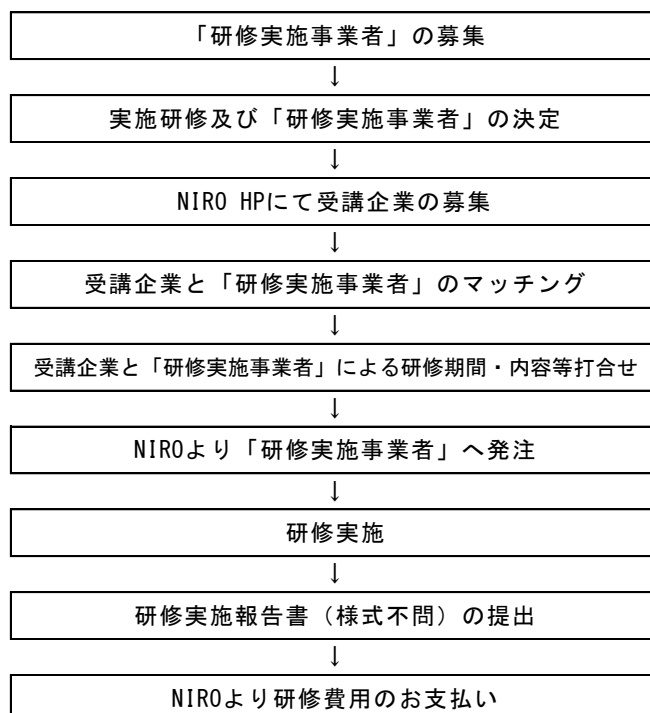 「研修実施事業者」の募集
↓
実施研修及び「研修実施事業者」の決定
↓
NIRO HPにて受講企業の募集
↓
受講企業と「研修実施事業者」のマッチング
↓
受講企業と「研修実施事業者」による研修期間・内容等打合せ
↓
NIROより「研修実施事業者」へ発注
↓
研修実施
↓
研修実施報告書（様式不問）の提出
↓
NIROより研修費用のお支払い